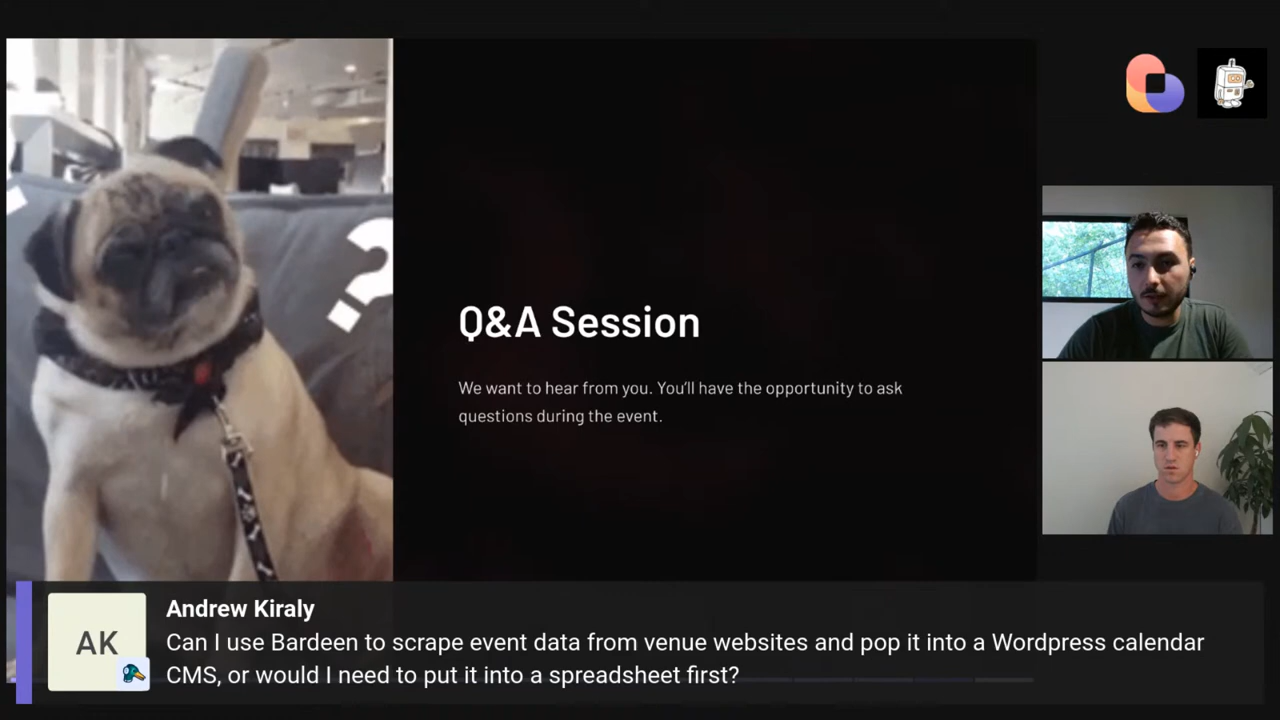 ?
Q&A Session
We want to hear from you. You'll have the opportunity to ask
questions during the event.
AK
Andrew Kiraly
Can I use Bardeen to scrape event data from venue websites and pop it into a Wordpress calendar
CMS, or would I need to put it into a spreadsheet first?